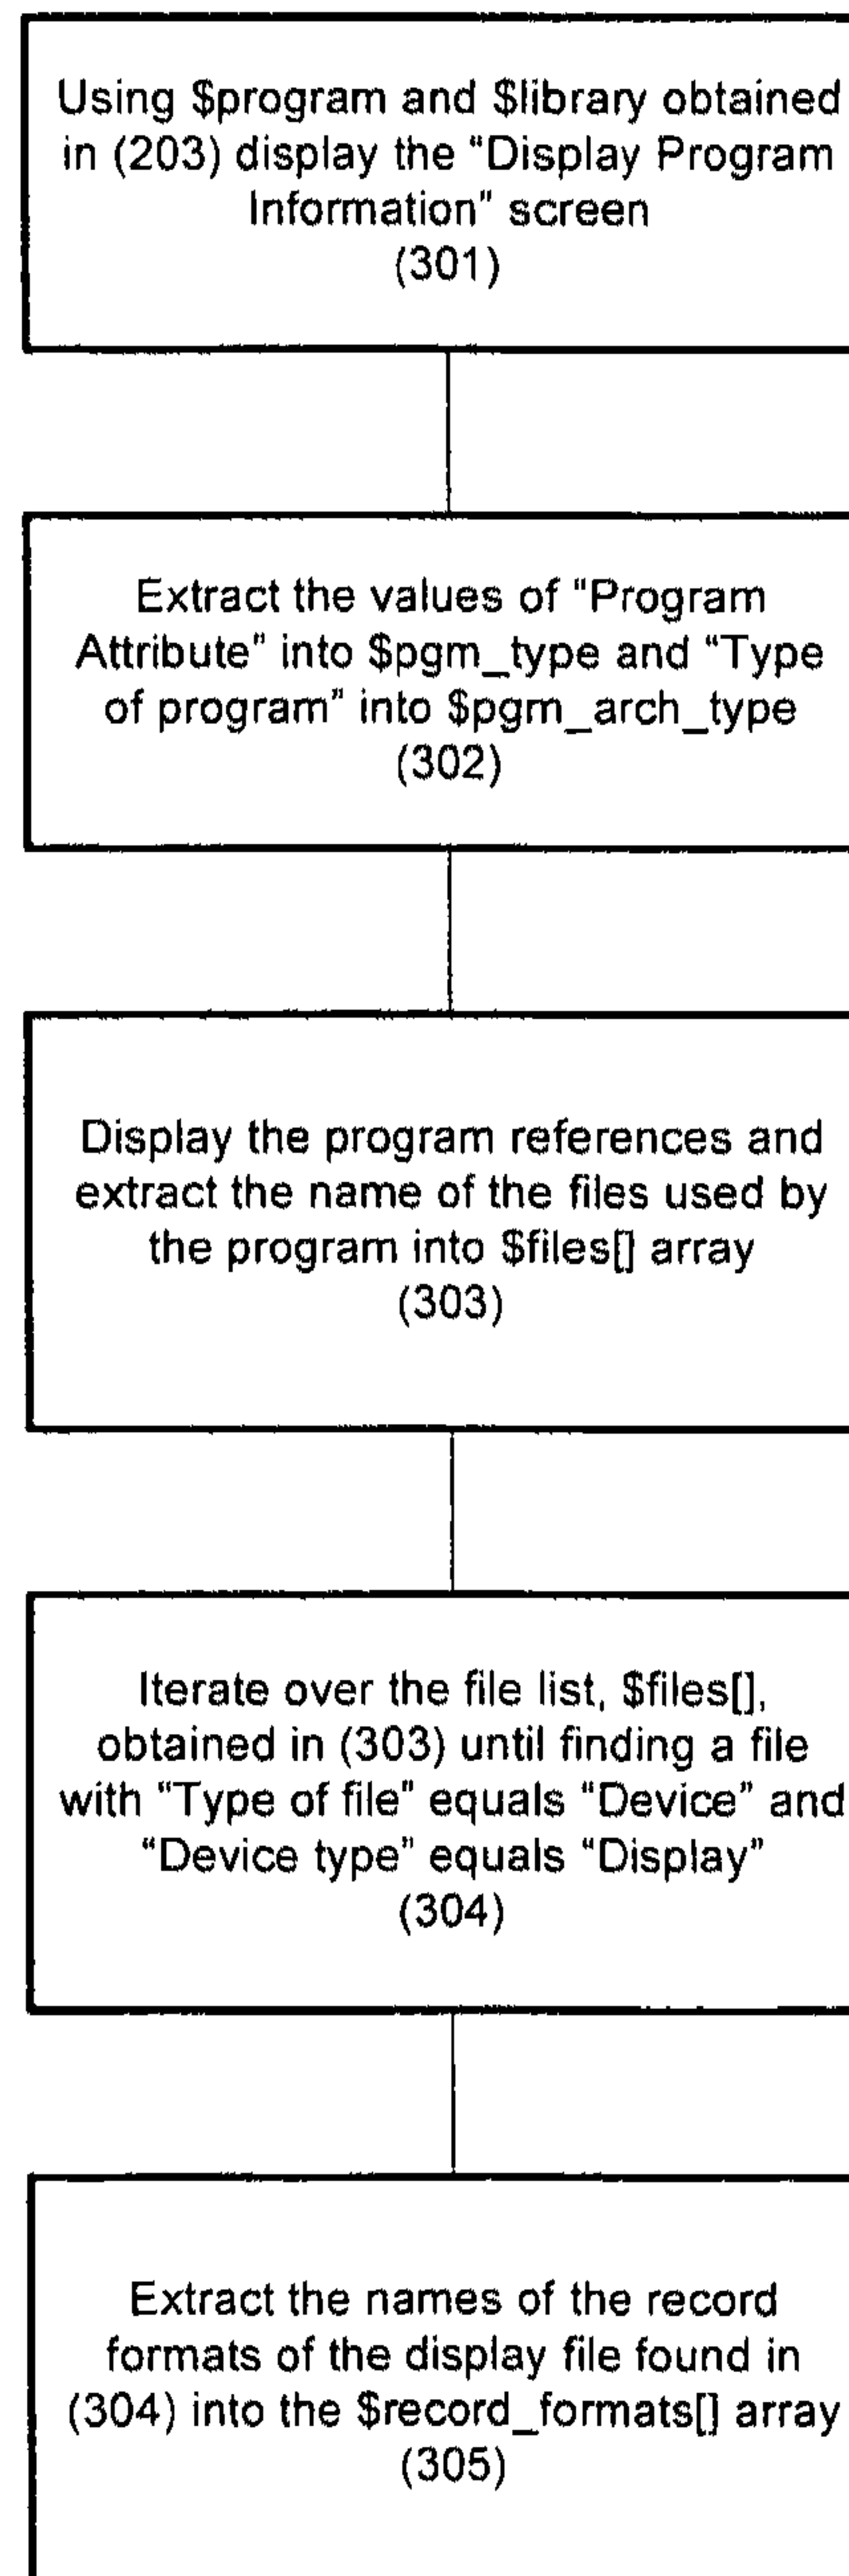 Using $program and $library obtained
in (203) display the “Display Program
Information” screen
(301)
Extract the values of “Program
Attribute” into $pgm_type and “Type
of program” into $pgm_arch_type
(302)
Display the program references and
extract the name of the files used by
the program into $files[] array
(303)
Iterate over the file list, $files[],
obtained in (303) until finding a file
with “Type of file” equals “Device” and
“Device type” equals “Display”
(304)
Extract the names of the record
formats of the display file found in
(304) into the $record_formats[] array
(305)